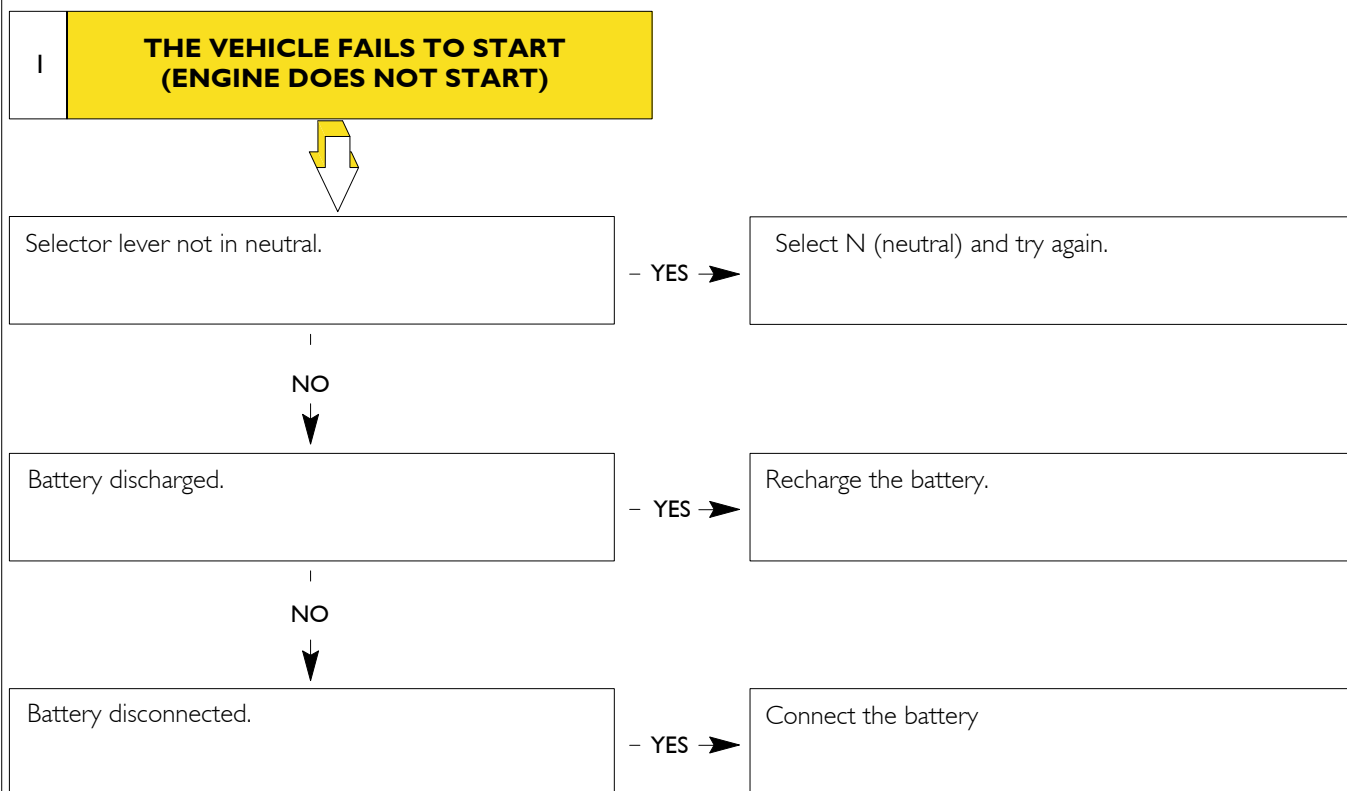 1
THE VEHICLE FAILS TO START
(ENGINE DOES NOT START)
Selector lever not in neutral.
YES
Select N (neutral) and try again.
NO
Battery discharged.
YES
Recharge the battery.
NO
Battery disconnected.
YES
Connect the battery